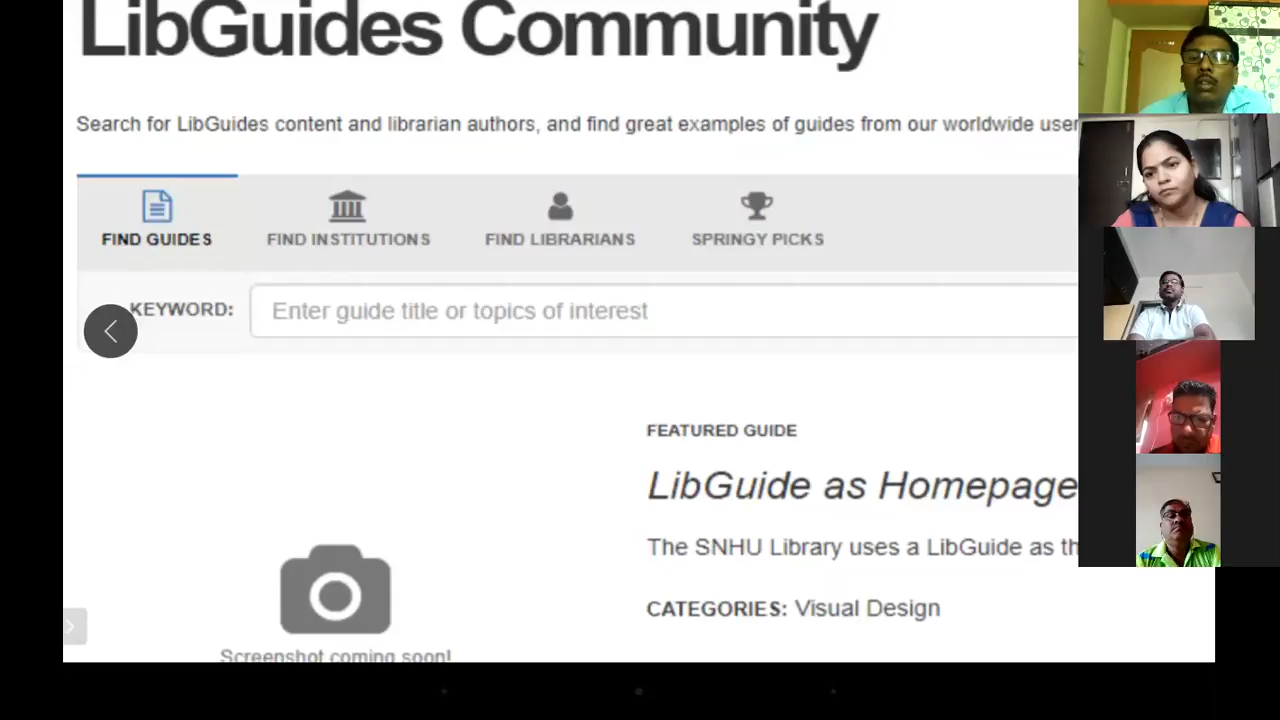 LibGuides Community
Search for LibGuides content and librarian authors, and find great examples of guides from our worldwide user
FIND GUIDES
FIND INSTITUTIONS
FIND LIBRARIANS
SPRINGY PICKS
KEYWORD:
Enter guide title or topics of interest
FEATURED GUIDE
LibGuide as Homepage
The SNHU Library uses a LibGuide as th
CATEGORIES: Visual Design
Screenshot coming soon!